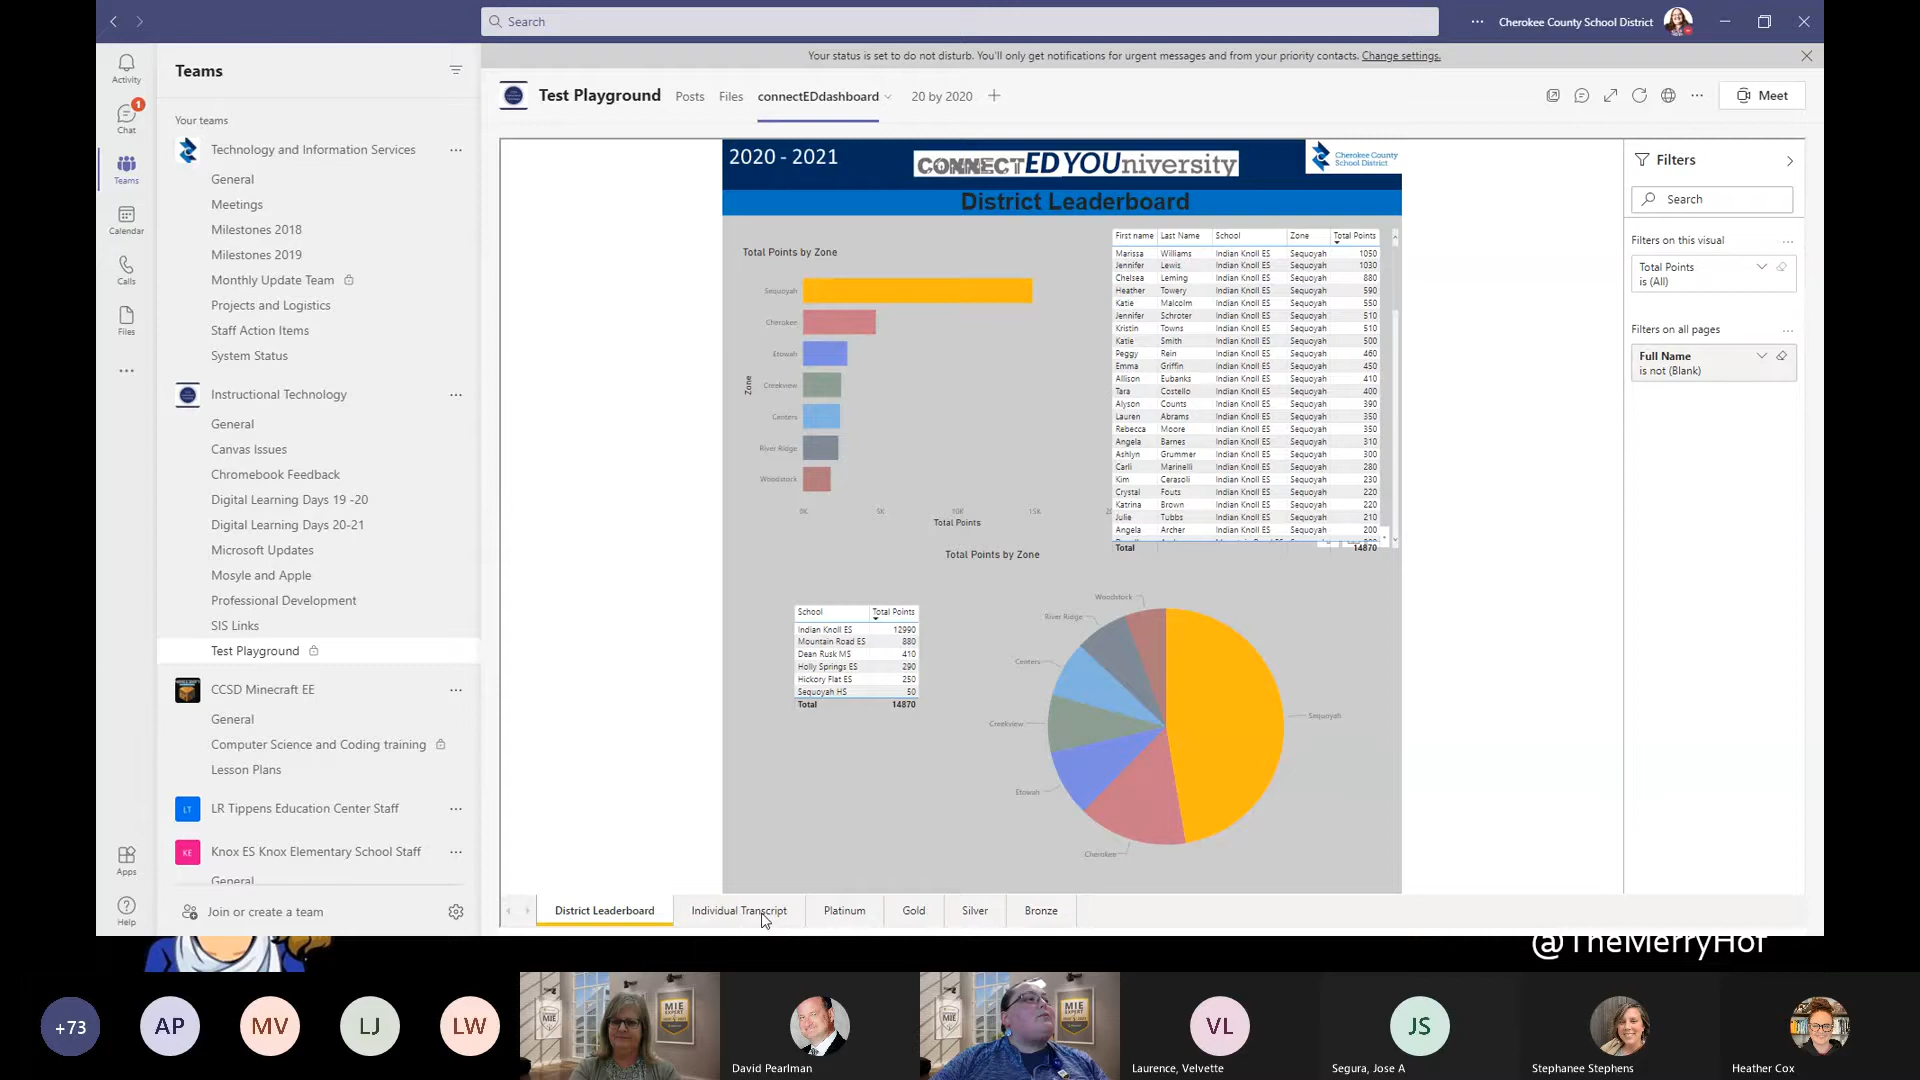 Search
Cherokee County School District
Your status is set to do not disturb. You'll only get notifications for urgent messages and from your priority contacts. Change settings.
Activity
1
Chat
Teams
Calendar
Calls
Files
Apps
Help
Teams
Your teams
Technology and Information Services
General
Meetings
Milestones 2018
Milestones 2019
Monthly Update Team
Projects and Logistics
Staff Action Items
System Status
Instructional Technology
General
Canvas Issues
Chromebook Feedback
Digital Learning Days 19 -20
Digital Learning Days 20-21
Microsoft Updates
Mosyle and Apple
Professional Development
SIS Links
Test Playground
CCSD Minecraft EE
General
Computer Science and Coding training
Lesson Plans
LT LR Tippens Education Center Staff
KE Knox ES Knox Elementary School Staff
General
Join or create a team
Test Playground Posts Files connectEDdashboard 20 by 2020
Meet
2020 - 2021
CONNECTED YOUniversity
Cherokee County
School District
District Leaderboard
Total Points by Zone
Zone
Sequoyah
Cherokee
Etowah
Creekview
Centers
River Ridge
Woodstock
0K 5K 10K 15K
Total Points
First name Last Name School Zone Total Points
Marissa Williams Indian Knoll ES Sequoyah 1050
Jennifer Lewis Indian Knoll ES Sequoyah 1030
Chelsea Leming Indian Knoll ES Sequoyah 880
Heather Towery Indian Knoll ES Sequoyah 590
Katie Malcolm Indian Knoll ES Sequoyah 550
Jennifer Schroter Indian Knoll ES Sequoyah 510
Kristin Towns Indian Knoll ES Sequoyah 510
Katie Smith Indian Knoll ES Sequoyah 500
Peggy Rein Indian Knoll ES Sequoyah 460
Emma Griffin Indian Knoll ES Sequoyah 450
Allison Eubanks Indian Knoll ES Sequoyah 410
Tara Costello Indian Knoll ES Sequoyah 400
Alyson Counts Indian Knoll ES Sequoyah 390
Lauren Abrams Indian Knoll ES Sequoyah 350
Rebecca Moore Indian Knoll ES Sequoyah 350
Angela Barnes Indian Knoll ES Sequoyah 310
Ashlyn Grummer Indian Knoll ES Sequoyah 300
Carli Marinelli Indian Knoll ES Sequoyah 280
Kim Cerasoli Indian Knoll ES Sequoyah 230
Crystal Fouts Indian Knoll ES Sequoyah 220
Katrina Brown Indian Knoll ES Sequoyah 220
Julie Tubbs Indian Knoll ES Sequoyah 210
Angela Archer Indian Knoll ES Sequoyah 200
Total 14870
Total Points by Zone
School Total Points
Indian Knoll ES 12990
Mountain Road ES 880
Dean Rusk MS 410
Holly Springs ES 290
Hickory Flat ES 250
Sequoyah HS 50
Total 14870
Woodstock
River Ridge
Centers
Creekview
Etowah
Cherokee
Sequoyah
Filters
Search
Filters on this visual
Total Points
is (All)
Filters on all pages
Full Name
is not (Blank)
District Leaderboard Individual Transcript Platinum Gold Silver Bronze
@TheMerryHof
+73
AP
MV
LJ
LW
MIE
EXPERT
David Pearlman
MIE
EXPERT
VL
Laurence, Velvette
JS
Segura, Jose A
Stephanee Stephens
Heather Cox